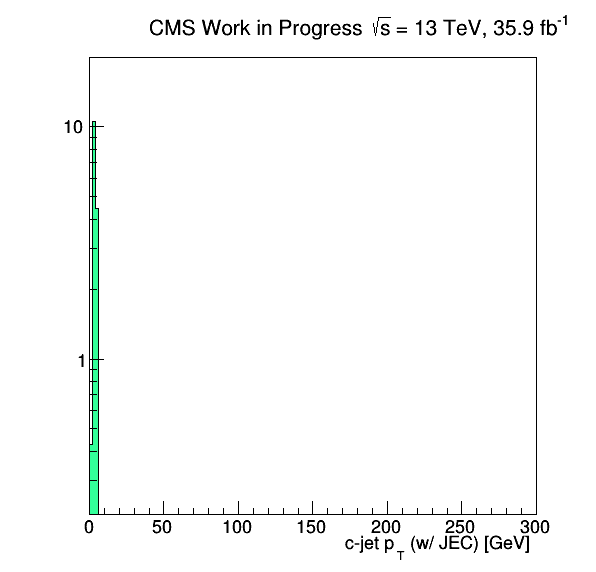 CMS Work in Progress √s = 13 TeV, 35.9 fb⁻¹
10
1
0 50 100 150 200 250 300
c-jet p_T (w/ JEC) [GeV]